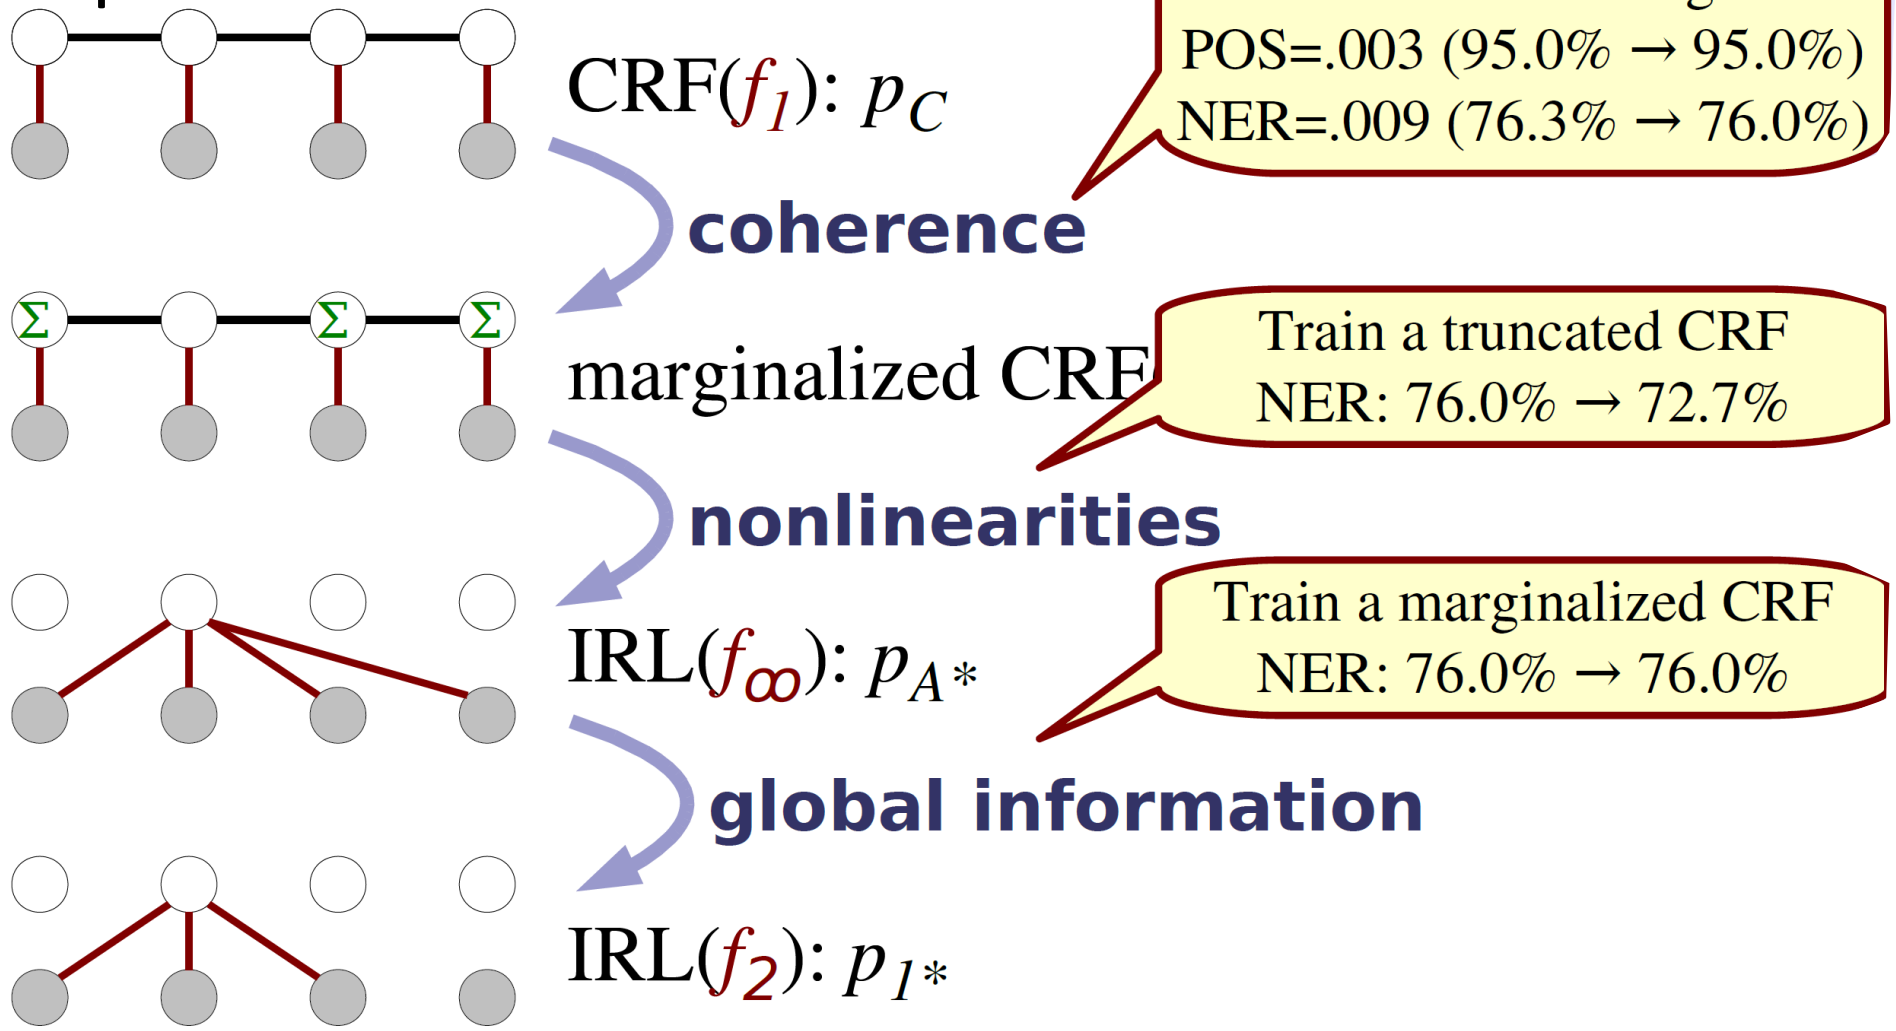 POS=.003 (95.0% → 95.0%)
NER=.009 (76.3% → 76.0%)
CRF(f1): pC
coherence
Σ Σ Σ
marginalized CRF
Train a truncated CRF
NER: 76.0% → 72.7%
nonlinearities
IRL(f∞): pA*
Train a marginalized CRF
NER: 76.0% → 76.0%
global information
IRL(f2): p1*